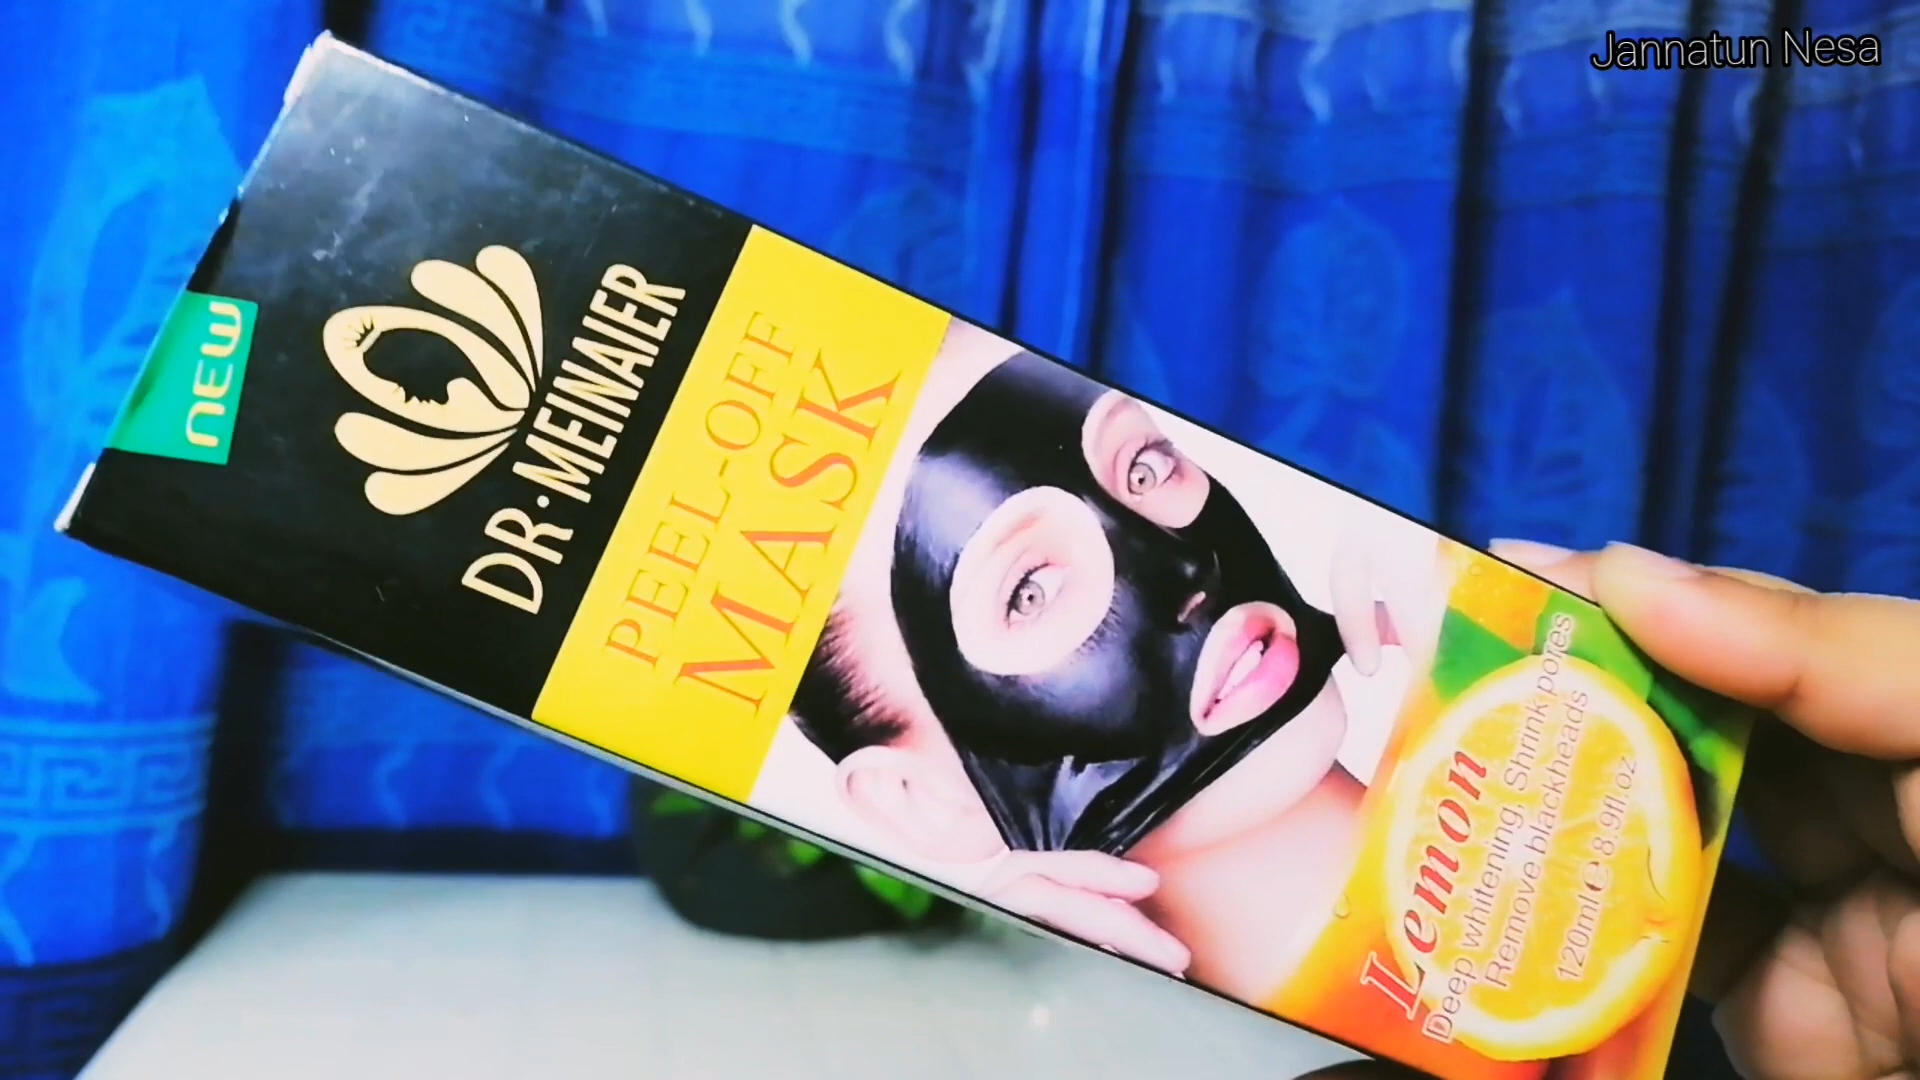 Jannatun Nesa
NEW
DR·MEINAIER
PEEL-OFF
MASK
Lemon
Deep whitening, Shrink pores
Remove blackheads
120ml℮8.9fl.oz